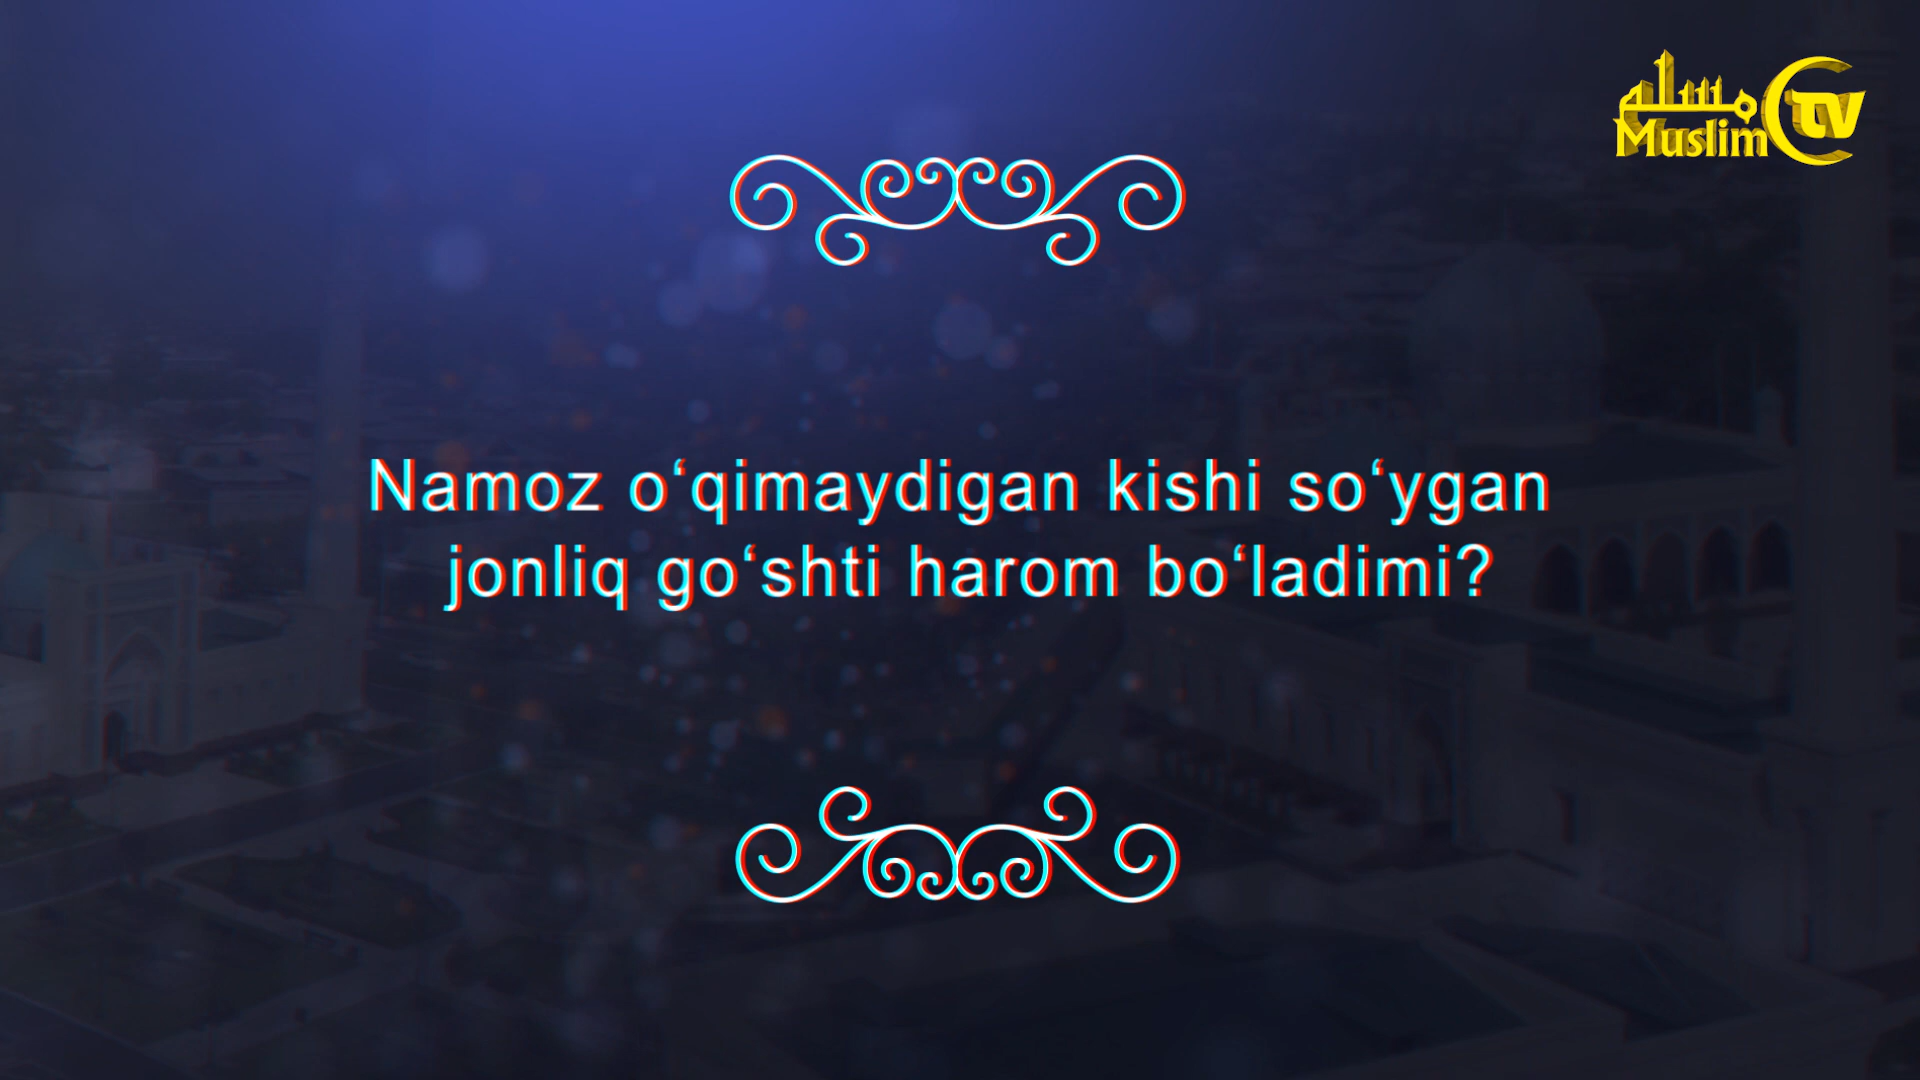 مسلم
Muslim TV
Namoz o‘qimaydigan kishi so‘ygan
jonliq go‘shti harom bo‘ladimi?